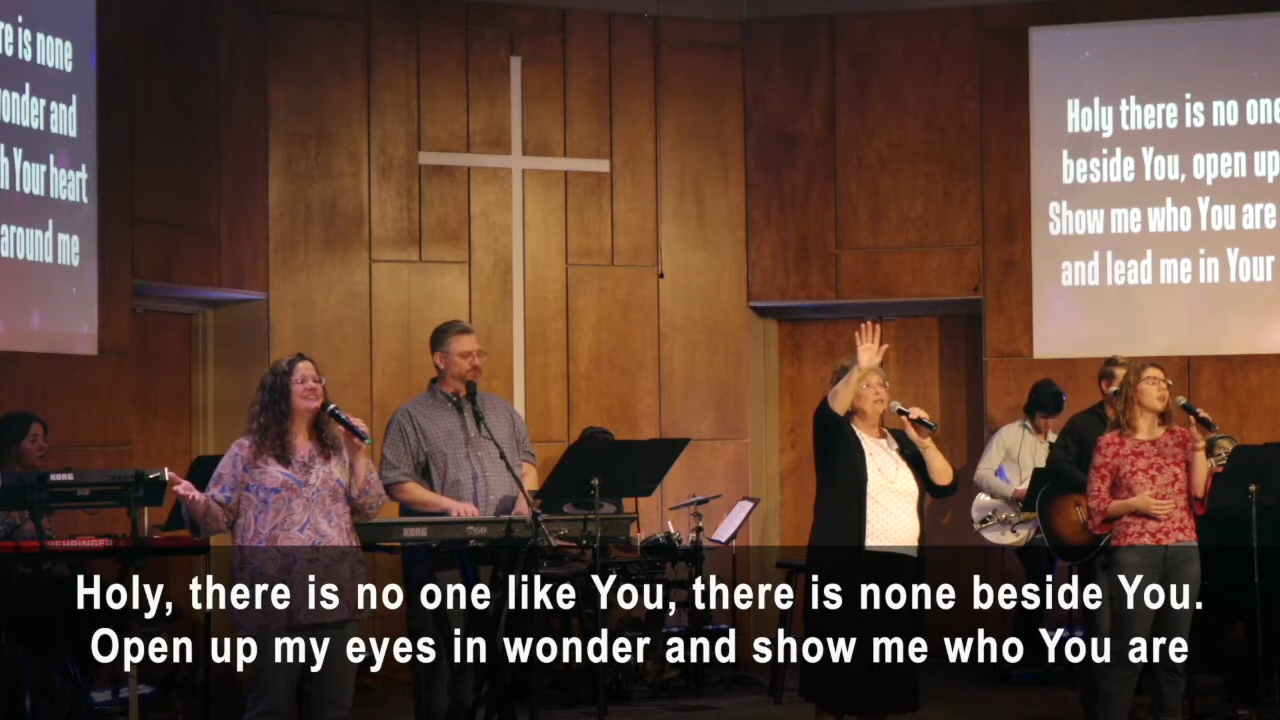 re is none
onder and
h Your heart
around me
Holy there is no one
beside You, open up
Show me who You are
and lead me in Your
KORG
BEHRINGER
KORG
Holy, there is no one like You, there is none beside You.
Open up my eyes in wonder and show me who You are